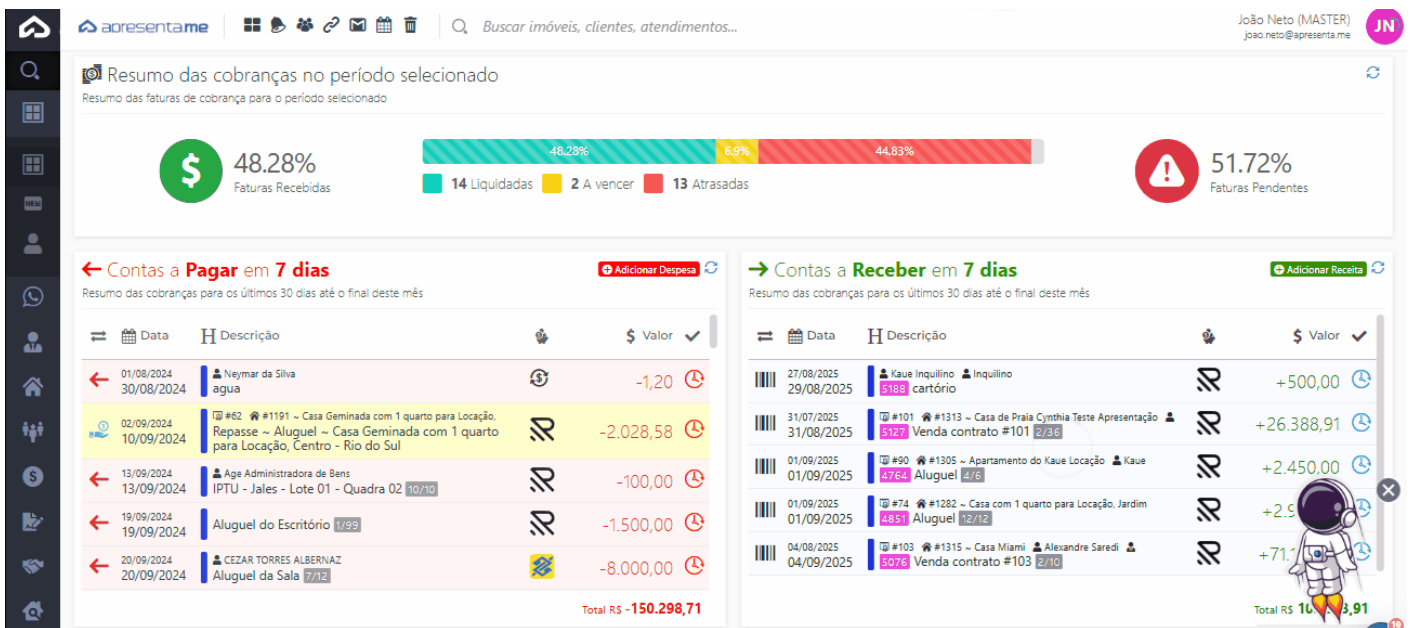 apresentame
Buscar imóveis, clientes, atendimentos...
João Neto (MASTER)
joao.neto@apresenta.me
JN
NEW
Resumo das cobranças no período selecionado
Resumo das faturas de cobrança para o período selecionado
48.28%
Faturas Recebidas
48.28%
6.9%
44.83%
14 Liquidadas
2 A vencer
13 Atrasadas
51.72%
Faturas Pendentes
Contas a Pagar em 7 dias
Adicionar Despesa
Resumo das cobranças para os últimos 30 dias até o final deste mês
Data
Descrição
$ Valor
01/08/2024
30/08/2024
Neymar da Silva
agua
-1,20
02/09/2024
10/09/2024
#62 #1191 ~ Casa Geminada com 1 quarto para Locação,
Repasse ~ Aluguel ~ Casa Geminada com 1 quarto
para Locação, Centro - Rio do Sul
-2.028,58
13/09/2024
13/09/2024
Age Administradora de Bens
IPTU - Jales - Lote 01 - Quadra 02 10/10
-100,00
19/09/2024
19/09/2024
Aluguel do Escritório 1/99
-1.500,00
20/09/2024
20/09/2024
CEZAR TORRES ALBERNAZ
Aluguel da Sala 7/12
-8.000,00
Total R$ -150.298,71
Contas a Receber em 7 dias
Adicionar Receita
Resumo das cobranças para os últimos 30 dias até o final deste mês
Data
Descrição
$ Valor
27/08/2025
29/08/2025
Kaue Inquilino Inquilino
5188 cartório
+500,00
31/07/2025
31/08/2025
#101 #1313 ~ Casa de Praia Cynthia Teste Apresentação
5127 Venda contrato #101 2/36
+26.388,91
01/09/2025
01/09/2025
#90 #1305 ~ Apartamento do Kaue Locação Kaue
4764 Aluguel 4/6
+2.450,00
01/09/2025
01/09/2025
#74 #1282 ~ Casa com 1 quarto para Locação, Jardim
4851 Aluguel 12/12
04/08/2025
04/09/2025
#103 #1315 ~ Casa Miami Alexandre Saredi
5076 Venda contrato #103 2/10
Total R$
10